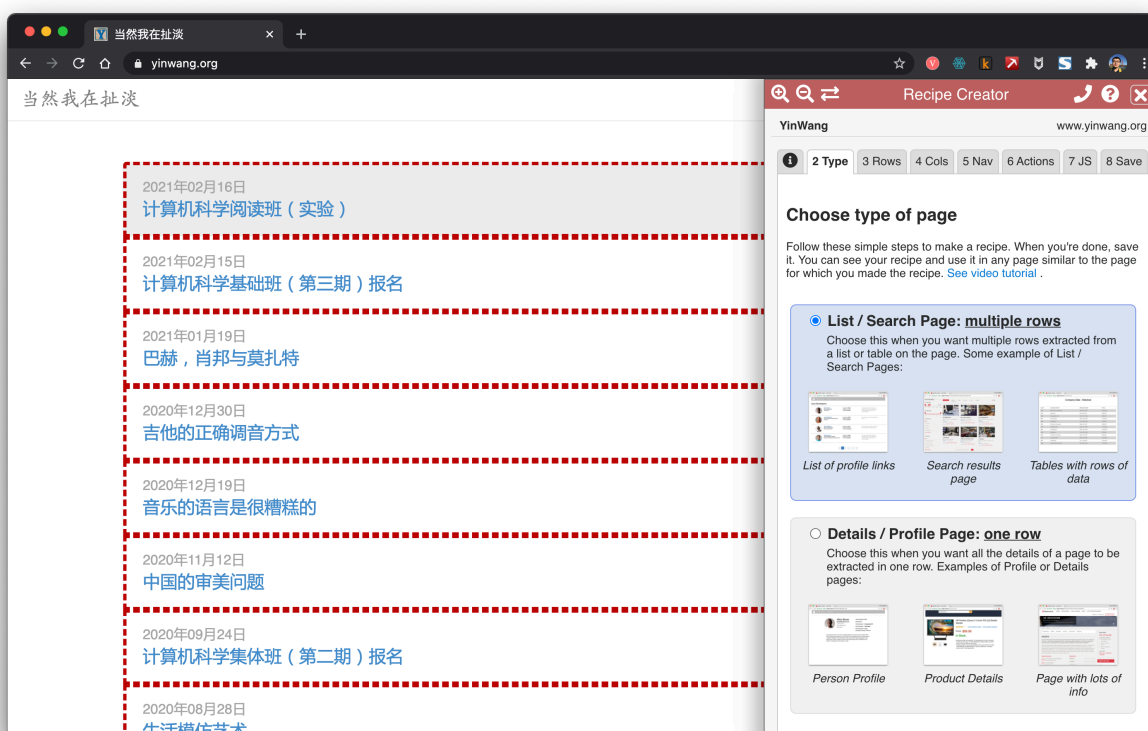 当然我在扯淡
yinwang.org
当然我在扯淡
2021年02月16日
计算机科学阅读班（实验）
2021年02月15日
计算机科学基础班（第三期）报名
2021年01月19日
巴赫，肖邦与莫扎特
2020年12月30日
吉他的正确调音方式
2020年12月19日
音乐的语言是很糟糕的
2020年11月12日
中国的审美问题
2020年09月24日
计算机科学集体班（第二期）报名
2020年08月28日
生活模仿艺术
Recipe Creator
YinWang www.yinwang.org
2 Type 3 Rows 4 Cols 5 Nav 6 Actions 7 JS 8 Save
Choose type of page
Follow these simple steps to make a recipe. When you're done, save
it. You can see your recipe and use it in any page similar to the page
for which you made the recipe. See video tutorial .
List / Search Page: multiple rows
Choose this when you want multiple rows extracted from
a list or table on the page. Some example of List /
Search Pages:
List of profile links
Search results
page
Tables with rows of
data
Details / Profile Page: one row
Choose this when you want all the details of a page to be
extracted in one row. Examples of Profile or Details
pages:
Person Profile
Product Details
Page with lots of
info